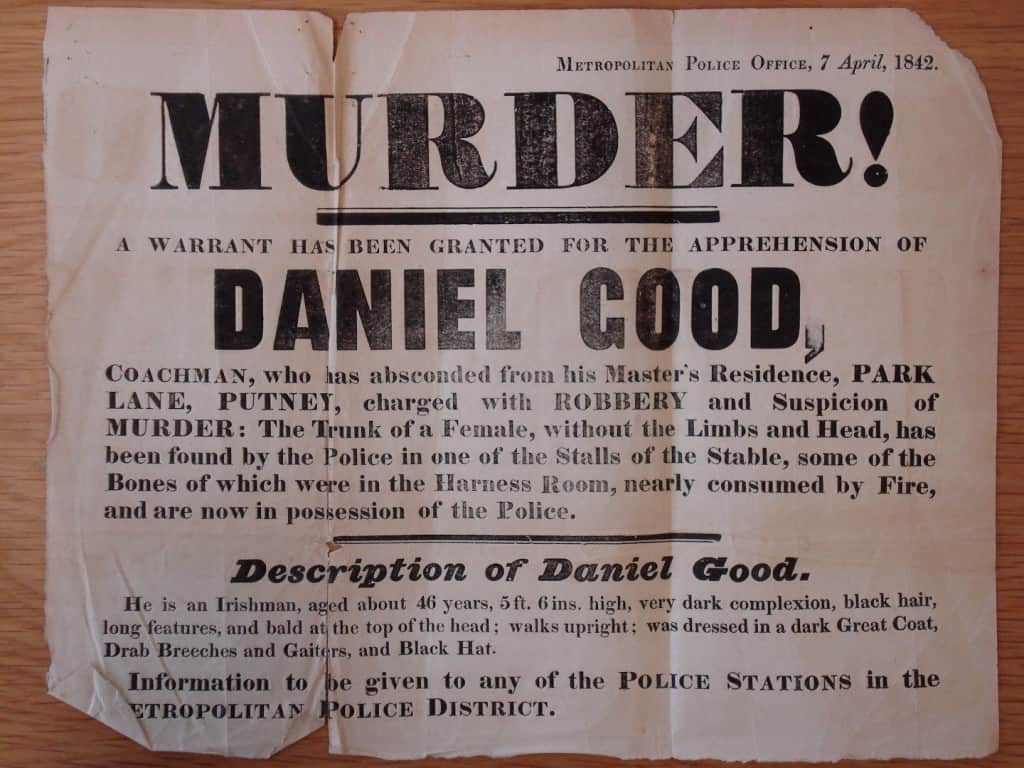 Metropolitan Police Office, 7 April, 1842.
MURDER!
A WARRANT HAS BEEN GRANTED FOR THE APPREHENSION OF
DANIEL GOOD,
Coachman, who has absconded from his Master's Residence, PARK
LANE, PUTNEY, charged with ROBBERY and Suspicion of
MURDER: The Trunk of a Female, without the Limbs and Head, has
been found by the Police in one of the Stalls of the Stable, some of the
Bones of which were in the Harness Room, nearly consumed by Fire,
and are now in possession of the Police.
Description of Daniel Good.
He is an Irishman, aged about 46 years, 5 ft. 6 ins. high, very dark complexion, black hair,
long features, and bald at the top of the head; walks upright; was dressed in a dark Great Coat,
Drab Breeches and Gaiters, and Black Hat.
Information to be given to any of the Police Stations in the
etropolitan Police District.